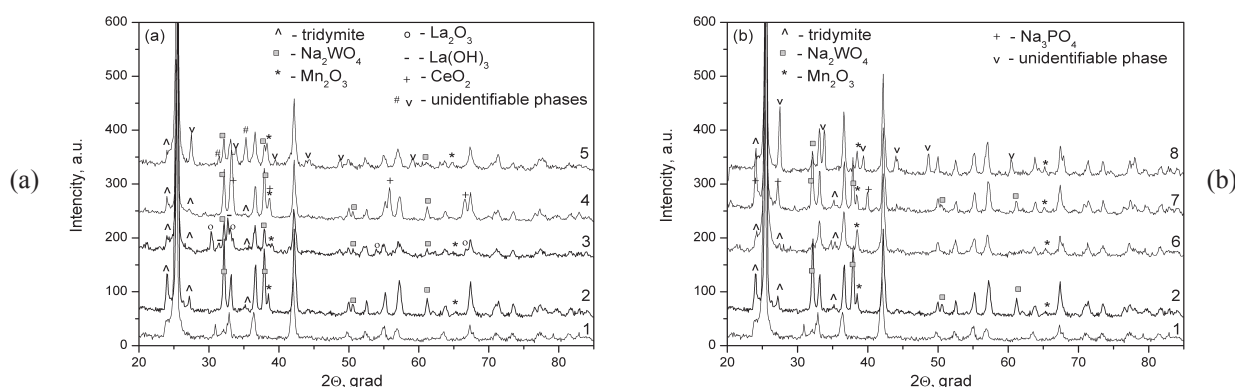 (a)
(a)
^ - tridymite
Na2WO4
* - Mn2O3
o - La2O3
- - La(OH)3
+ - CeO2
# v - unidentifiable phases
600
500
400
300
200
100
0
Intencity, a.u.
5
4
3
2
1
20 30 40 50 60 70 80
2Θ, grad
(b)
^ - tridymite
- Na2WO4
* - Mn2O3
+ - Na3PO4
v - unidentifiable phase
600
500
400
300
200
100
0
Intencity, a.u.
8
7
6
2
1
20 30 40 50 60 70 80
2Θ, grad
(b)